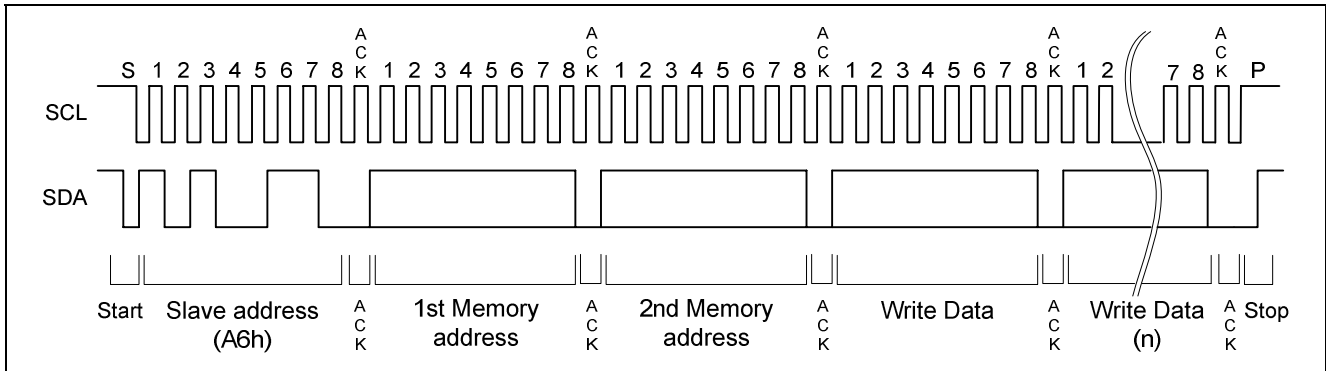 A C K A C K A C K A C K A C K
S 1 2 3 4 5 6 7 8 1 2 3 4 5 6 7 8 1 2 3 4 5 6 7 8 1 2 3 4 5 6 7 8 1 2 7 8 P
SCL
SDA
Start Slave address A C K 1st Memory A C K 2nd Memory A C K Write Data A C K Write Data A C K Stop
(A6h) address address (n)